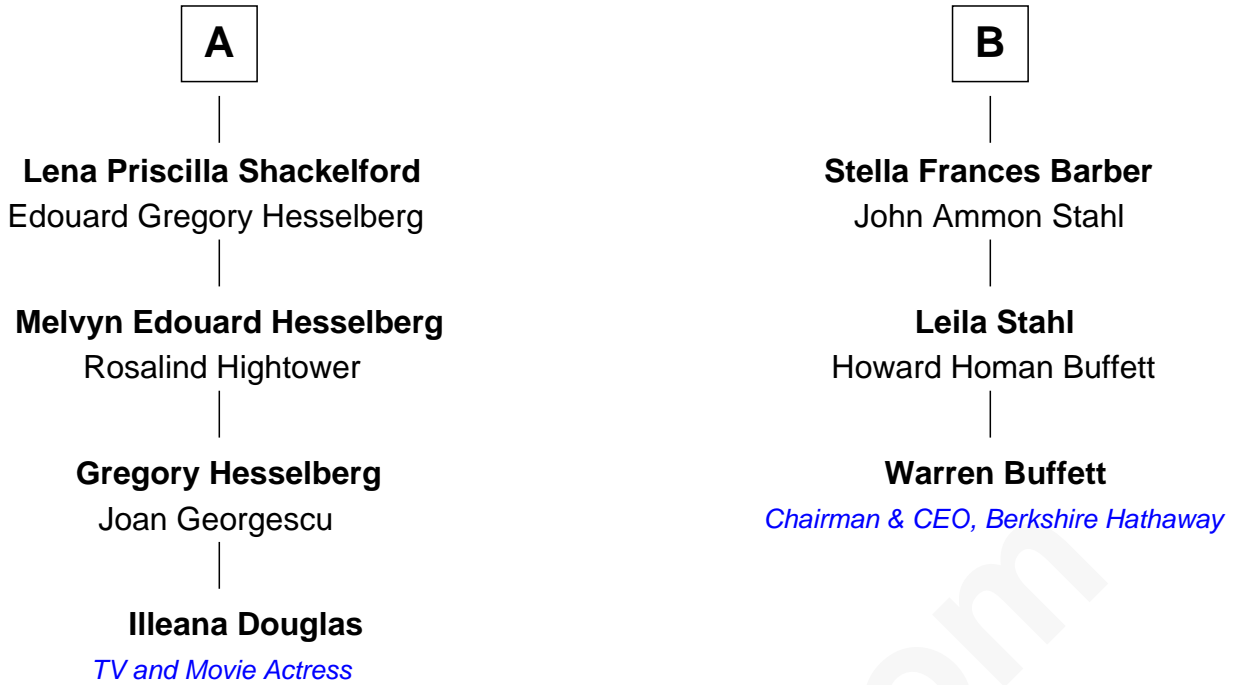 A
Lena Priscilla Shackelford
Edouard Gregory Hesselberg
Melvyn Edouard Hesselberg
Rosalind Hightower
Gregory Hesselberg
Joan Georgescu
Illeana Douglas
TV and Movie Actress
B
Stella Frances Barber
John Ammon Stahl
Leila Stahl
Howard Homan Buffett
Warren Buffett
Chairman & CEO, Berkshire Hathaway
om